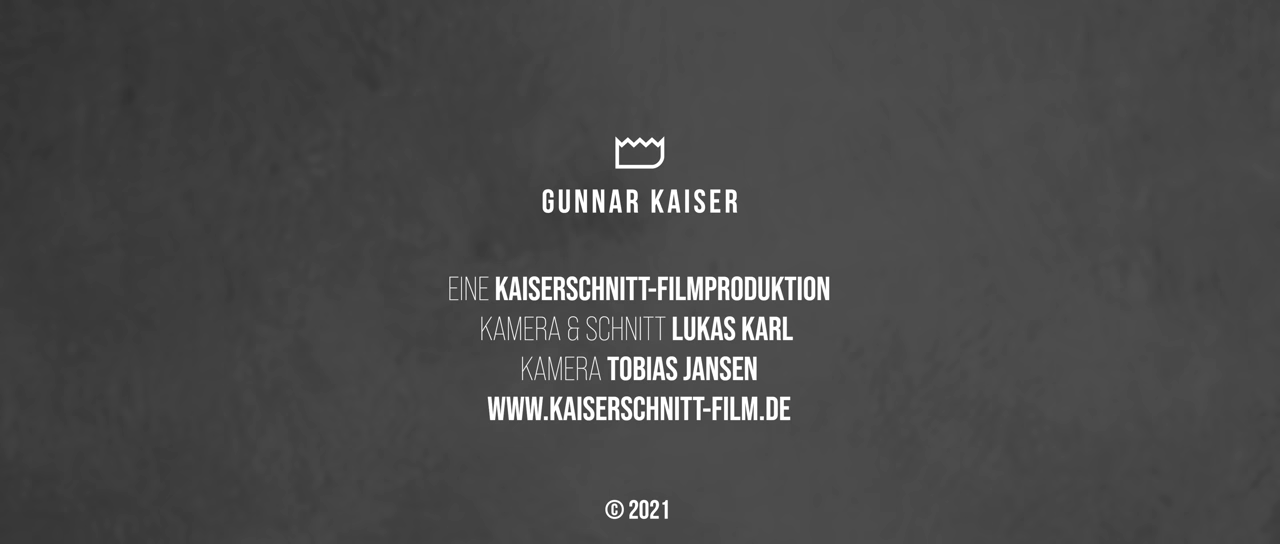 GUNNAR KAISER
EINE KAISERSCHNITT-FILMPRODUKTION
KAMERA & SCHNITT LUKAS KARL
KAMERA TOBIAS JANSEN
WWW.KAISERSCHNITT-FILM.DE
© 2021